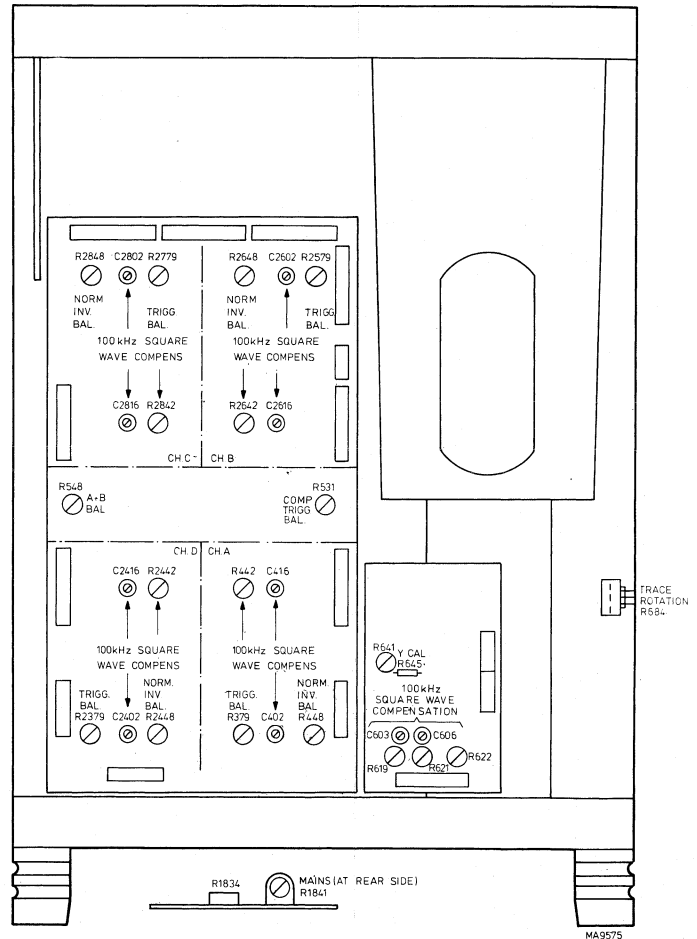 R2848 C2802 R2779
R2648 C2602 R2579
NORM
INV.
BAL.
TRIGG.
BAL.
NORM
INV.
BAL.
TRIGG.
BAL.
100kHz SQUARE
WAVE COMPENS
100kHz SQUARE
WAVE COMPENS
C2816 R2842
R2642 C2616
CH.C
CH.B
R548
A+B
BAL
R531
COMP
TRIGG
BAL.
CH.D
CH.A
C2416 R2442
R442 C416
100kHz SQUARE
WAVE COMPENS
100kHz SQUARE
WAVE COMPENS
TRIGG.
BAL.
NORM.
INV
BAL.
TRIGG.
BAL.
NORM
INV.
BAL
R2379 C2402 R2448
R379 C402 R448
TRACE
ROTATION
R684
R641
Y CAL
R645
100kHz
SQUARE WAVE
COMPENSATION
C603
C606
R619
R621
R622
R1834
MAINS (AT REAR SIDE)
R1841
MA9575